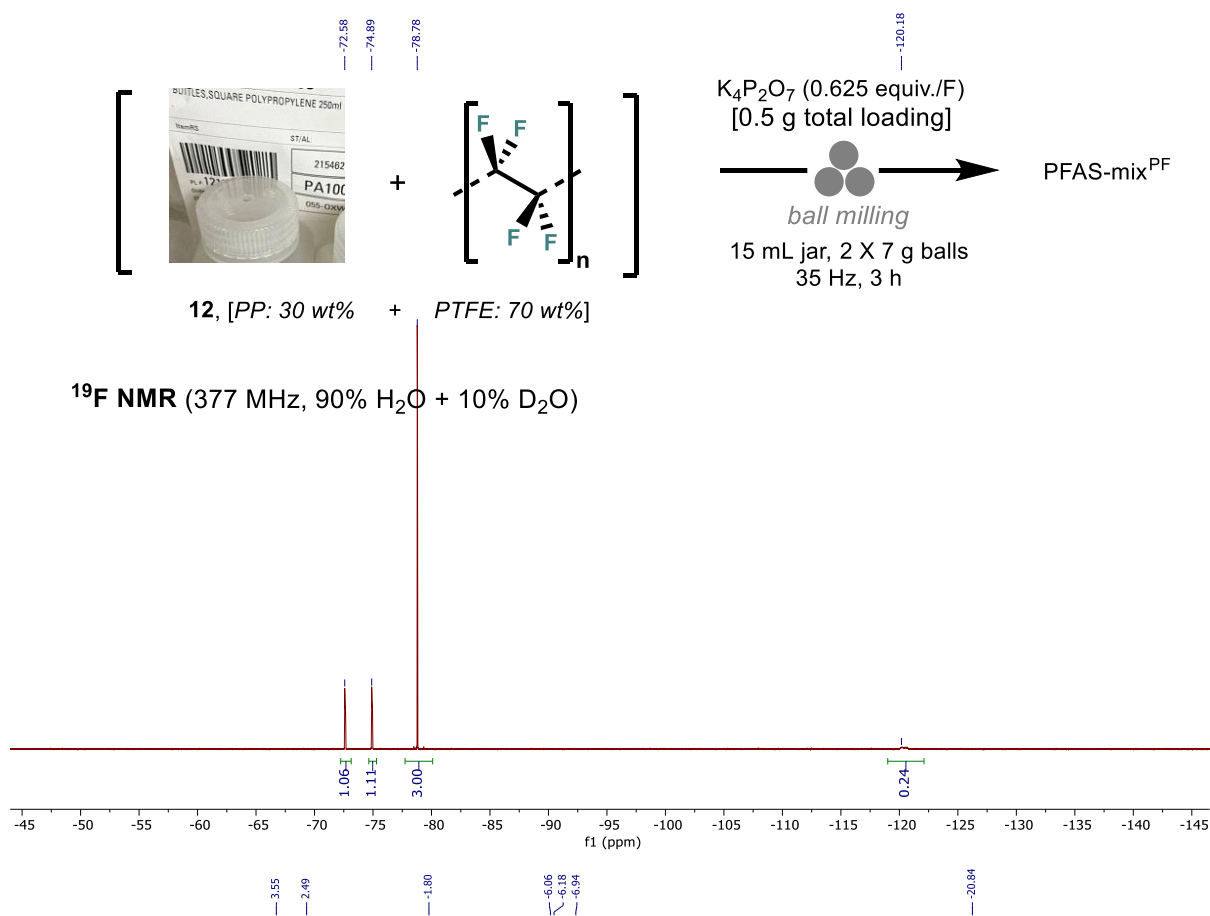 -72.58
-74.89
-78.78
-120.18
BOTTLES,SQUARE POLYPROPYLENE 250ml
ST/AL:
215462
PA100
055-OXW
+
F F
F F
n
K4P2O7 (0.625 equiv./F)
[0.5 g total loading]
ball milling
15 mL jar, 2 X 7 g balls
35 Hz, 3 h
PFAS-mixPF
12, [PP: 30 wt% + PTFE: 70 wt%]
19F NMR (377 MHz, 90% H2O + 10% D2O)
1.06
1.11
3.00
0.24
-45 -50 -55 -60 -65 -70 -75 -80 -85 -90 -95 -100 -105 -110 -115 -120 -125 -130 -135 -140 -145
f1 (ppm)
3.55
2.49
-1.80
-6.06
-6.18
-6.94
-20.84